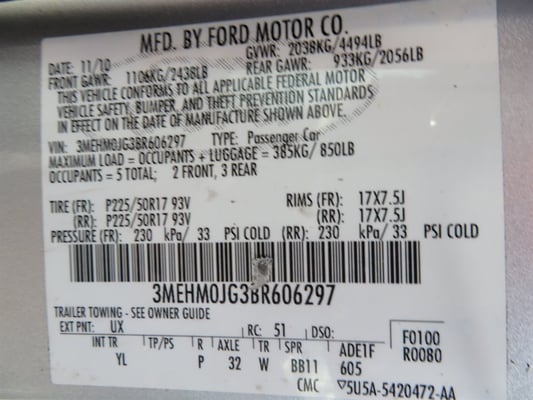 MFD. BY FORD MOTOR CO.
DATE: 11/10 GVWR: 2038KG/4494LB
FRONT GAWR: 1106KG/2438LB REAR GAWR: 933KG/2056LB
THIS VEHICLE CONFORMS TO ALL APPLICABLE FEDERAL MOTOR
VEHICLE SAFETY, BUMPER, AND THEFT PREVENTION STANDARDS
IN EFFECT ON THE DATE OF MANUFACTURE SHOWN ABOVE.
VIN: 3MEHM0JG3BR606297 TYPE: Passenger Car
MAXIMUM LOAD = OCCUPANTS + LUGGAGE = 385KG/ 850LB
OCCUPANTS = 5 TOTAL; 2 FRONT, 3 REAR
TIRE (FR): P225/50R17 93V RIMS (FR): 17X7.5J
(RR): P225/50R17 93V (RR): 17X7.5J
PRESSURE (FR): 230 kPa/ 33 PSI COLD (RR): 230 kPa/ 33 PSI COLD
3MEHM0JG3BR606297
TRAILER TOWING - SEE OWNER GUIDE
EXT PNT: UX RC: 51 DSO: F0100
INT TR TP/PS R AXLE TR SPR ADE1F R0080
YL P 32 W BB11 605
CMC ▽5U5A-5420472-AA